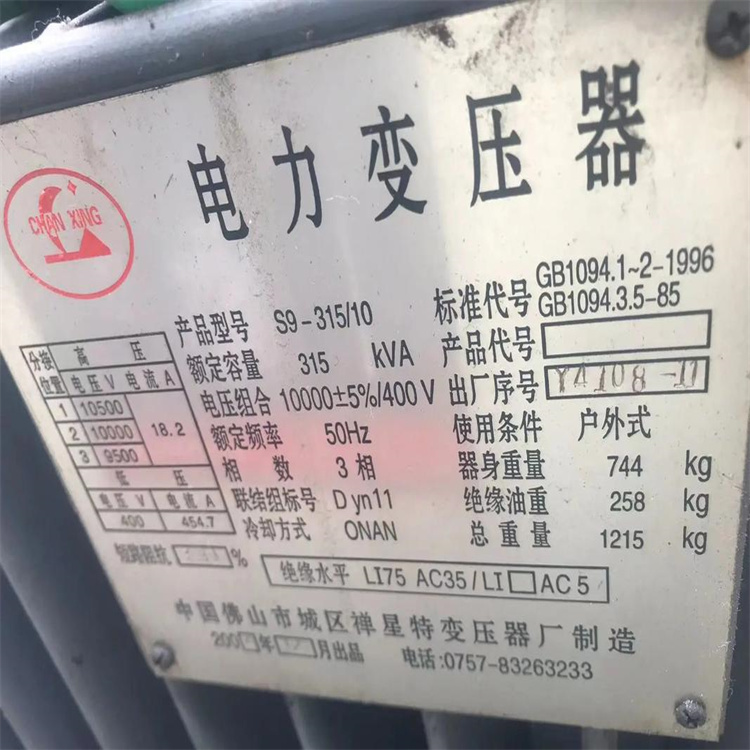 电力变压器
CHAN XING
产品型号 S9-315/10
标准代号 GB1094.1~2-1996
GB1094.3.5-85
额定容量 315 kVA
产品代号
电压组合 10000±5%/400V
出厂序号
额定频率 50Hz
使用条件 户外式
相数 3相
器身重量 744 kg
联结组标号 Dyn11
绝缘油重 258 kg
冷却方式 ONAN
总重量 1215 kg
分接位置 高压
电压V 电流A
1 10500
2 10000 18.2
3 9500
低压
电压V 电流A
400 454.7
短路阻抗 %
绝缘水平 LI75 AC35/LI□AC5
中国佛山市城区禅星特变压器厂制造
200 年 月出品
电话:0757-83263233